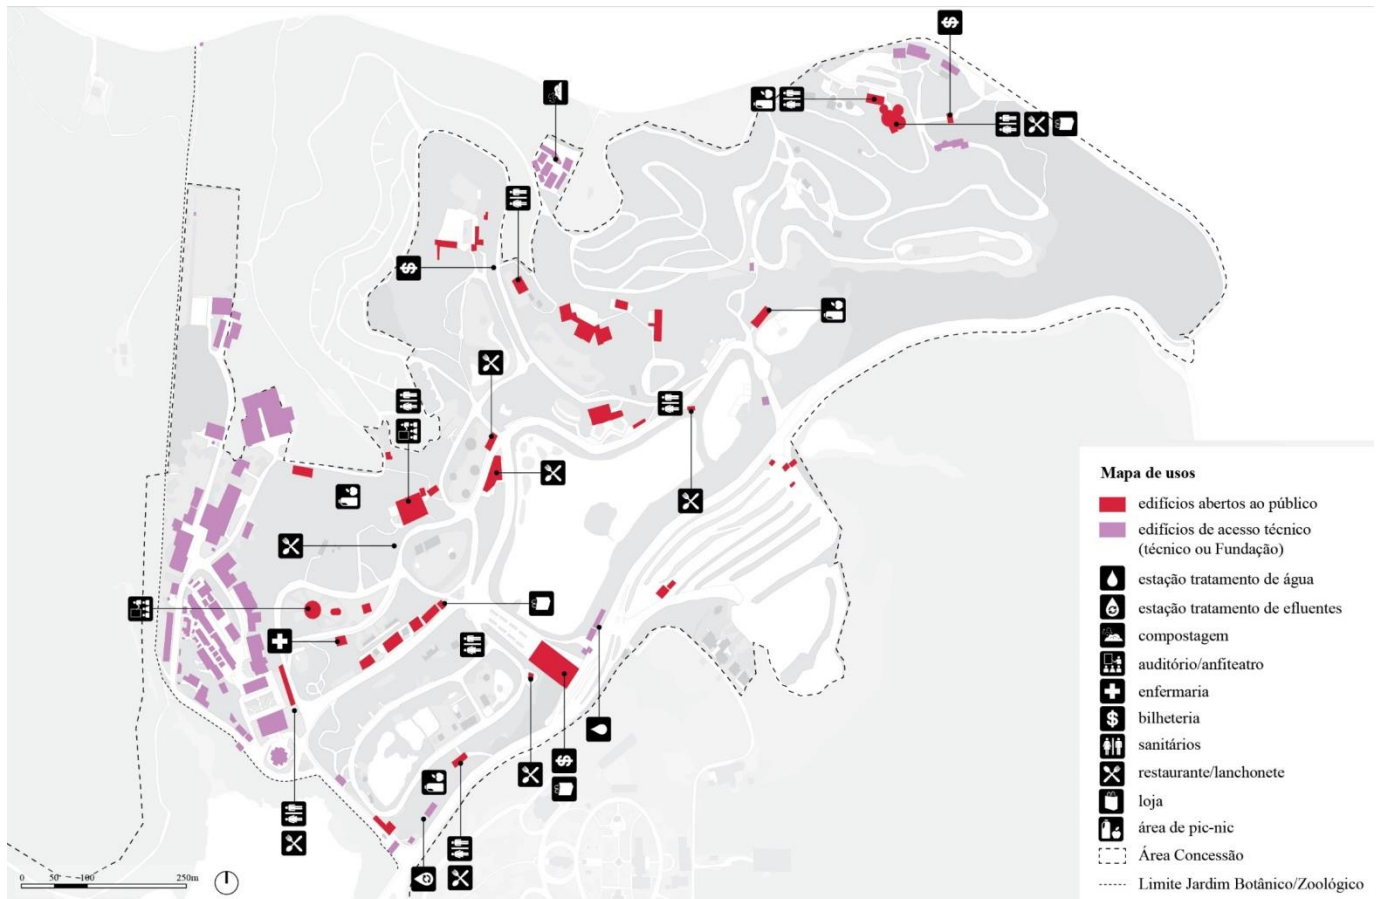 Mapa de usos
edifícios abertos ao público
edifícios de acesso técnico
(técnico ou Fundação)
estação tratamento de água
estação tratamento de efluentes
compostagem
auditório/anfiteatro
enfermaria
$ bilheteria
sanitários
restaurante/lanchonete
loja
área de pic-nic
Área Concessão
Limite Jardim Botânico/Zoológico
0 50 100 250m